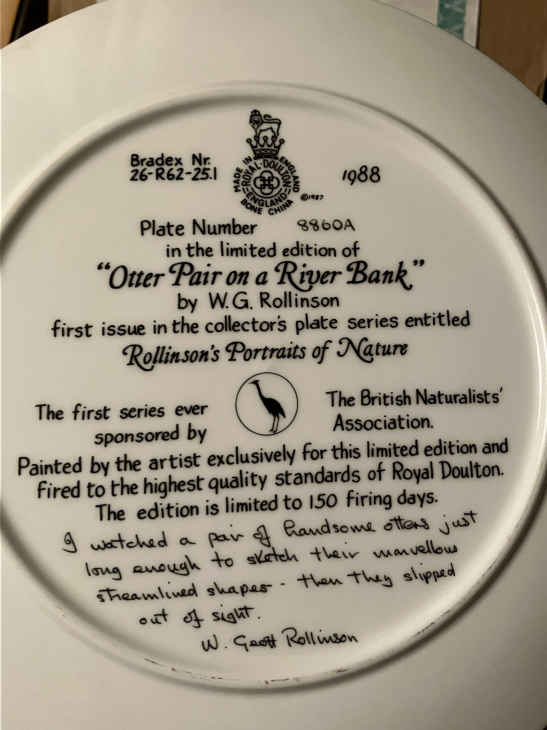 Bradex Nr.
26-R62-25.1
MADE IN ENGLAND
ROYAL·DOULTON
ENGLAND
BONE CHINA
©1987
1988
Plate Number 8860A
in the limited edition of
“Otter Pair on a River Bank”
by W.G. Rollinson
first issue in the collector's plate series entitled
Rollinson's Portraits of Nature
The first series ever
sponsored by
The British Naturalists'
Association.
Painted by the artist exclusively for this limited edition and
fired to the highest quality standards of Royal Doulton.
The edition is limited to 150 firing days.
I watched a pair of handsome otters just
long enough to sketch their marvellous
streamlined shapes - then they slipped
out of sight.
W. Geoff Rollinson